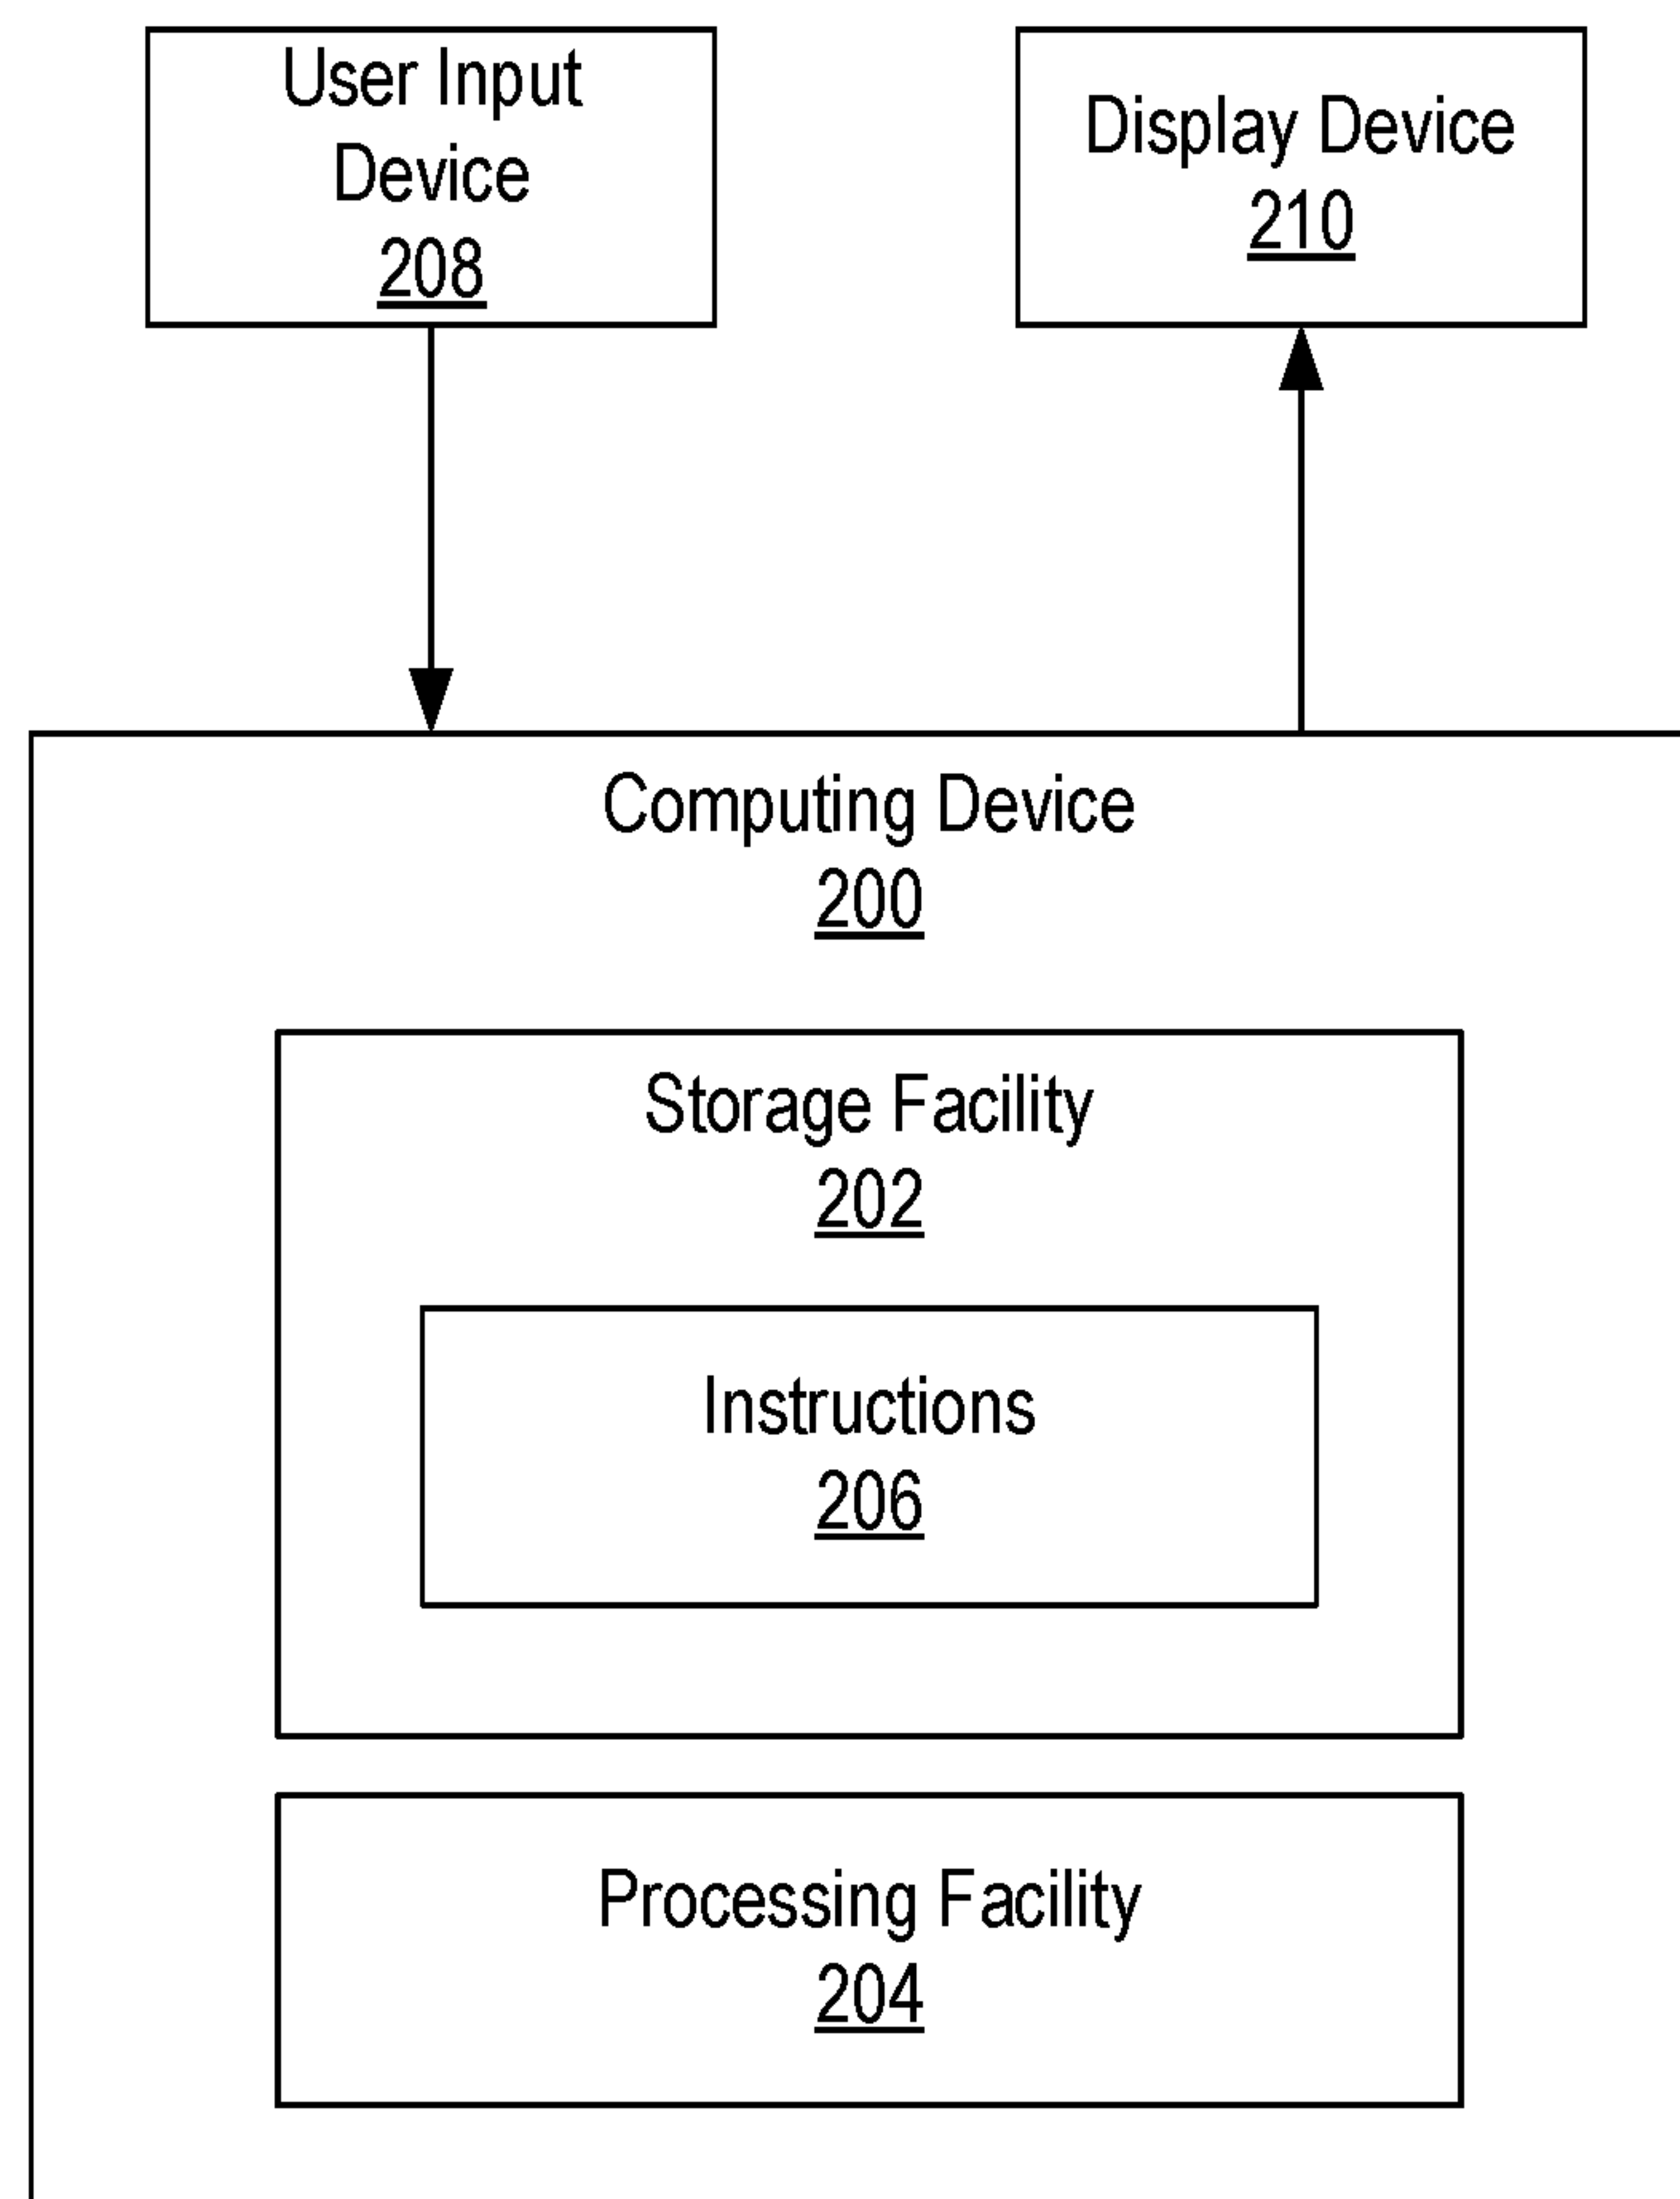 User Input
Device
208
Display Device
210
Computing Device
200
Storage Facility
202
Instructions
206
Processing Facility
204